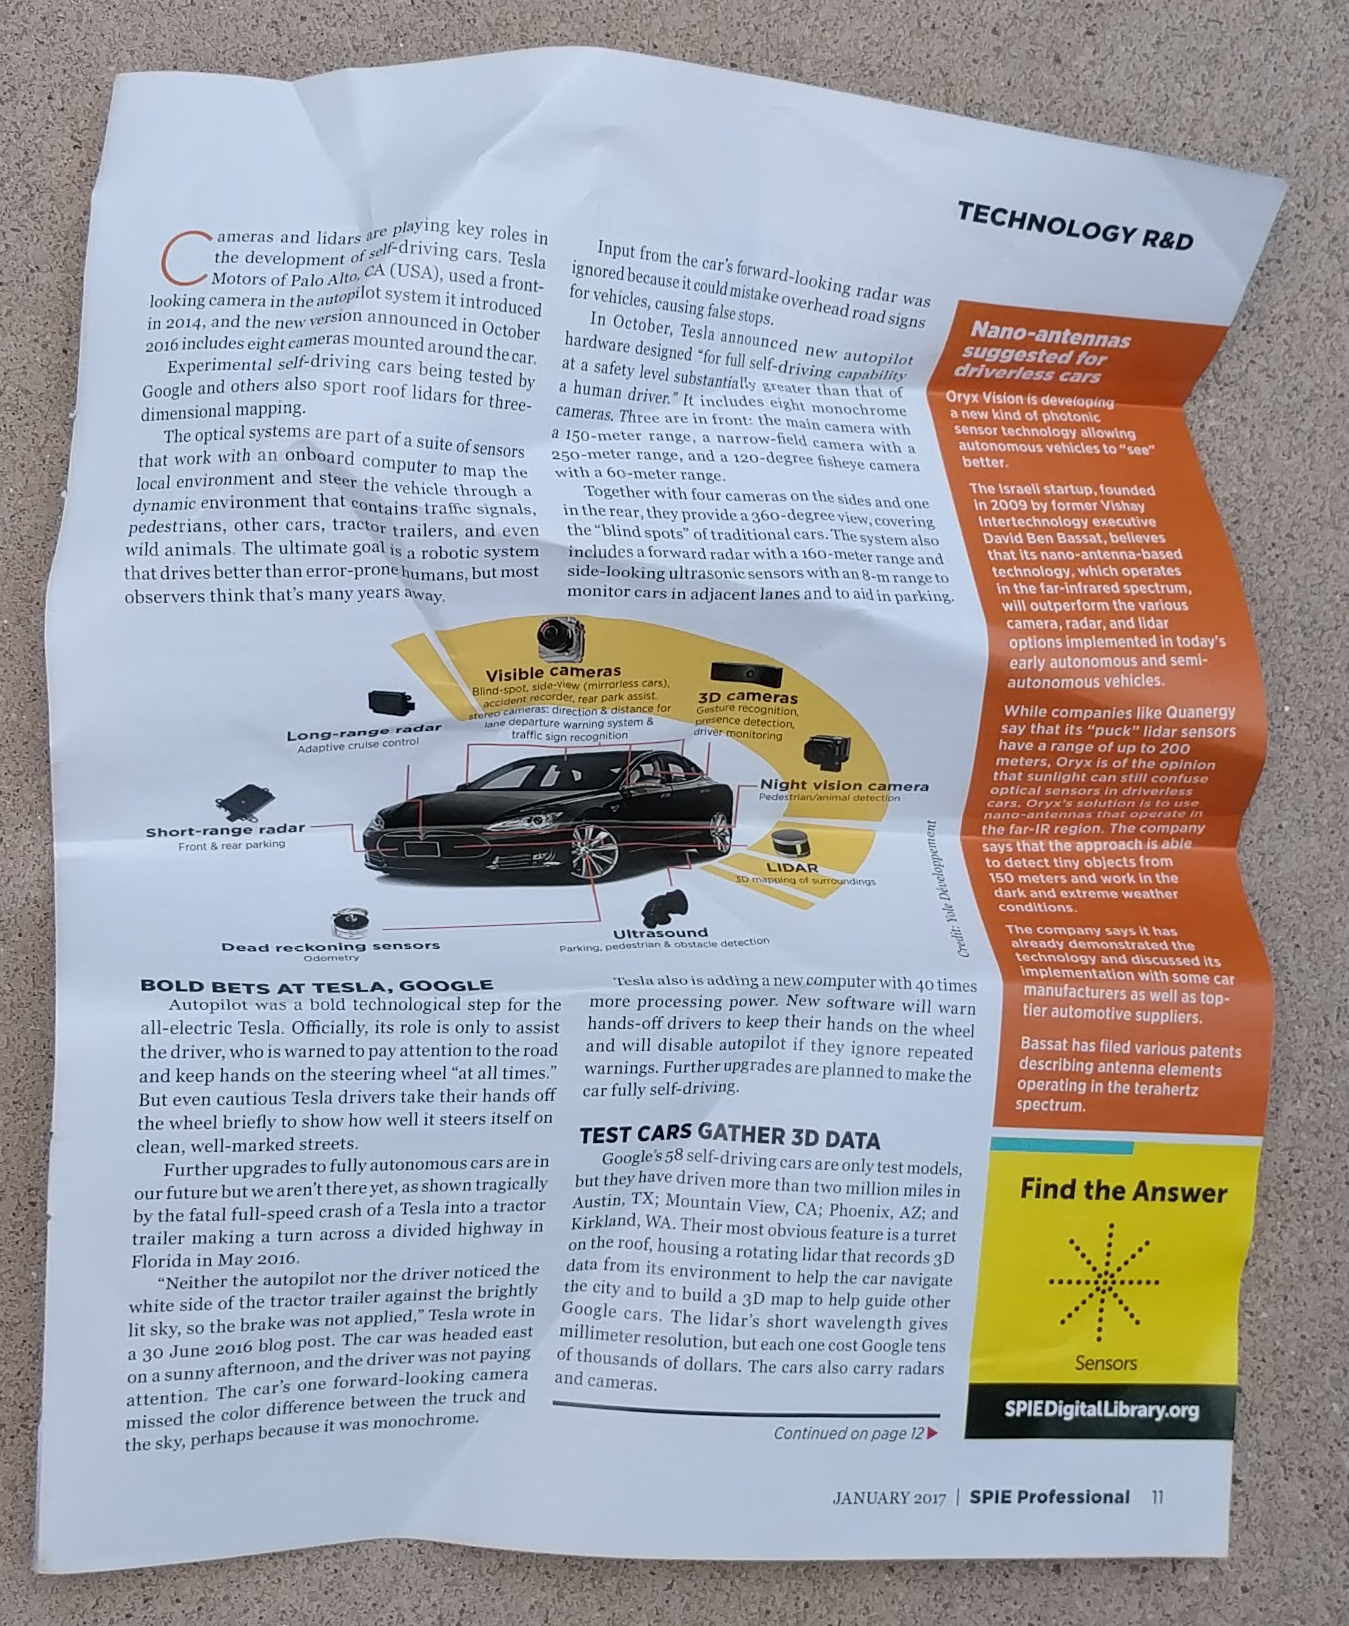 TECHNOLOGY R&D
Cameras and lidars are playing key roles in
the development of self-driving cars. Tesla
Motors of Palo Alto, CA (USA), used a front-
looking camera in the autopilot system it introduced
in 2014, and the new version announced in October
2016 includes eight cameras mounted around the car.
Experimental self-driving cars being tested by
Google and others also sport roof lidars for three-
dimensional mapping.
The optical systems are part of a suite of sensors
that work with an onboard computer to map the
local environment and steer the vehicle through a
dynamic environment that contains traffic signals,
pedestrians, other cars, tractor trailers, and even
wild animals. The ultimate goal is a robotic system
that drives better than error-prone humans, but most
observers think that's many years away.
Input from the car's forward-looking radar was
ignored because it could mistake overhead road signs
for vehicles, causing false stops.
In October, Tesla announced new autopilot
hardware designed "for full self-driving capability
at a safety level substantially greater than that of
a human driver." It includes eight monochrome
cameras. Three are in front: the main camera with
a 150-meter range, a narrow-field camera with a
250-meter range, and a 120-degree fisheye camera
with a 60-meter range.
Together with four cameras on the sides and one
in the rear, they provide a 360-degree view, covering
the "blind spots" of traditional cars. The system also
includes a forward radar with a 160-meter range and
side-looking ultrasonic sensors with an 8-m range to
monitor cars in adjacent lanes and to aid in parking.
Visible cameras
Blind-spot, side-view (mirrorless cars),
accident recorder, rear park assist.
stereo cameras: direction & distance for
lane departure warning system &
traffic sign recognition
3D cameras
Gesture recognition,
presence detection,
driver monitoring
Long-range radar
Adaptive cruise control
Night vision camera
Pedestrian/animal detection
Short-range radar
Front & rear parking
LIDAR
3D mapping of surroundings
Ultrasound
Parking, pedestrian & obstacle detection
Dead reckoning sensors
Odometry
Credit: Yole Développement
BOLD BETS AT TESLA, GOOGLE
Autopilot was a bold technological step for the
all-electric Tesla. Officially, its role is only to assist
the driver, who is warned to pay attention to the road
and keep hands on the steering wheel "at all times."
But even cautious Tesla drivers take their hands off
the wheel briefly to show how well it steers itself on
clean, well-marked streets.
Further upgrades to fully autonomous cars are in
our future but we aren't there yet, as shown tragically
by the fatal full-speed crash of a Tesla into a tractor
trailer making a turn across a divided highway in
Florida in May 2016.
"Neither the autopilot nor the driver noticed the
white side of the tractor trailer against the brightly
lit sky, so the brake was not applied," Tesla wrote in
a 30 June 2016 blog post. The car was headed east
on a sunny afternoon, and the driver was not paying
attention. The car's one forward-looking camera
missed the color difference between the truck and
the sky, perhaps because it was monochrome.
Tesla also is adding a new computer with 40 times
more processing power. New software will warn
hands-off drivers to keep their hands on the wheel
and will disable autopilot if they ignore repeated
warnings. Further upgrades are planned to make the
car fully self-driving.
TEST CARS GATHER 3D DATA
Google's 58 self-driving cars are only test models,
but they have driven more than two million miles in
Austin, TX; Mountain View, CA; Phoenix, AZ; and
Kirkland, WA. Their most obvious feature is a turret
on the roof, housing a rotating lidar that records 3D
data from its environment to help the car navigate
the city and to build a 3D map to help guide other
Google cars. The lidar's short wavelength gives
millimeter resolution, but each one cost Google tens
of thousands of dollars. The cars also carry radars
and cameras.
Continued on page 12
Nano-antennas
suggested for
driverless cars
Oryx Vision is developing
a new kind of photonic
sensor technology allowing
autonomous vehicles to "see"
better.
The Israeli startup, founded
in 2009 by former Vishay
Intertechnology executive
David Ben Bassat, believes
that its nano-antenna-based
technology, which operates
in the far-infrared spectrum,
will outperform the various
camera, radar, and lidar
options implemented in today's
early autonomous and semi-
autonomous vehicles.
While companies like Quanergy
say that its "puck" lidar sensors
have a range of up to 200
meters, Oryx is of the opinion
that sunlight can still confuse
optical sensors in driverless
cars. Oryx's solution is to use
nano-antennas that operate in
the far-IR region. The company
says that the approach is able
to detect tiny objects from
150 meters and work in the
dark and extreme weather
conditions.
The company says it has
already demonstrated the
technology and discussed its
implementation with some car
manufacturers as well as top-
tier automotive suppliers.
Bassat has filed various patents
describing antenna elements
operating in the terahertz
spectrum.
Find the Answer
Sensors
SPIEDigitalLibrary.org
JANUARY 2017 | SPIE Professional 11